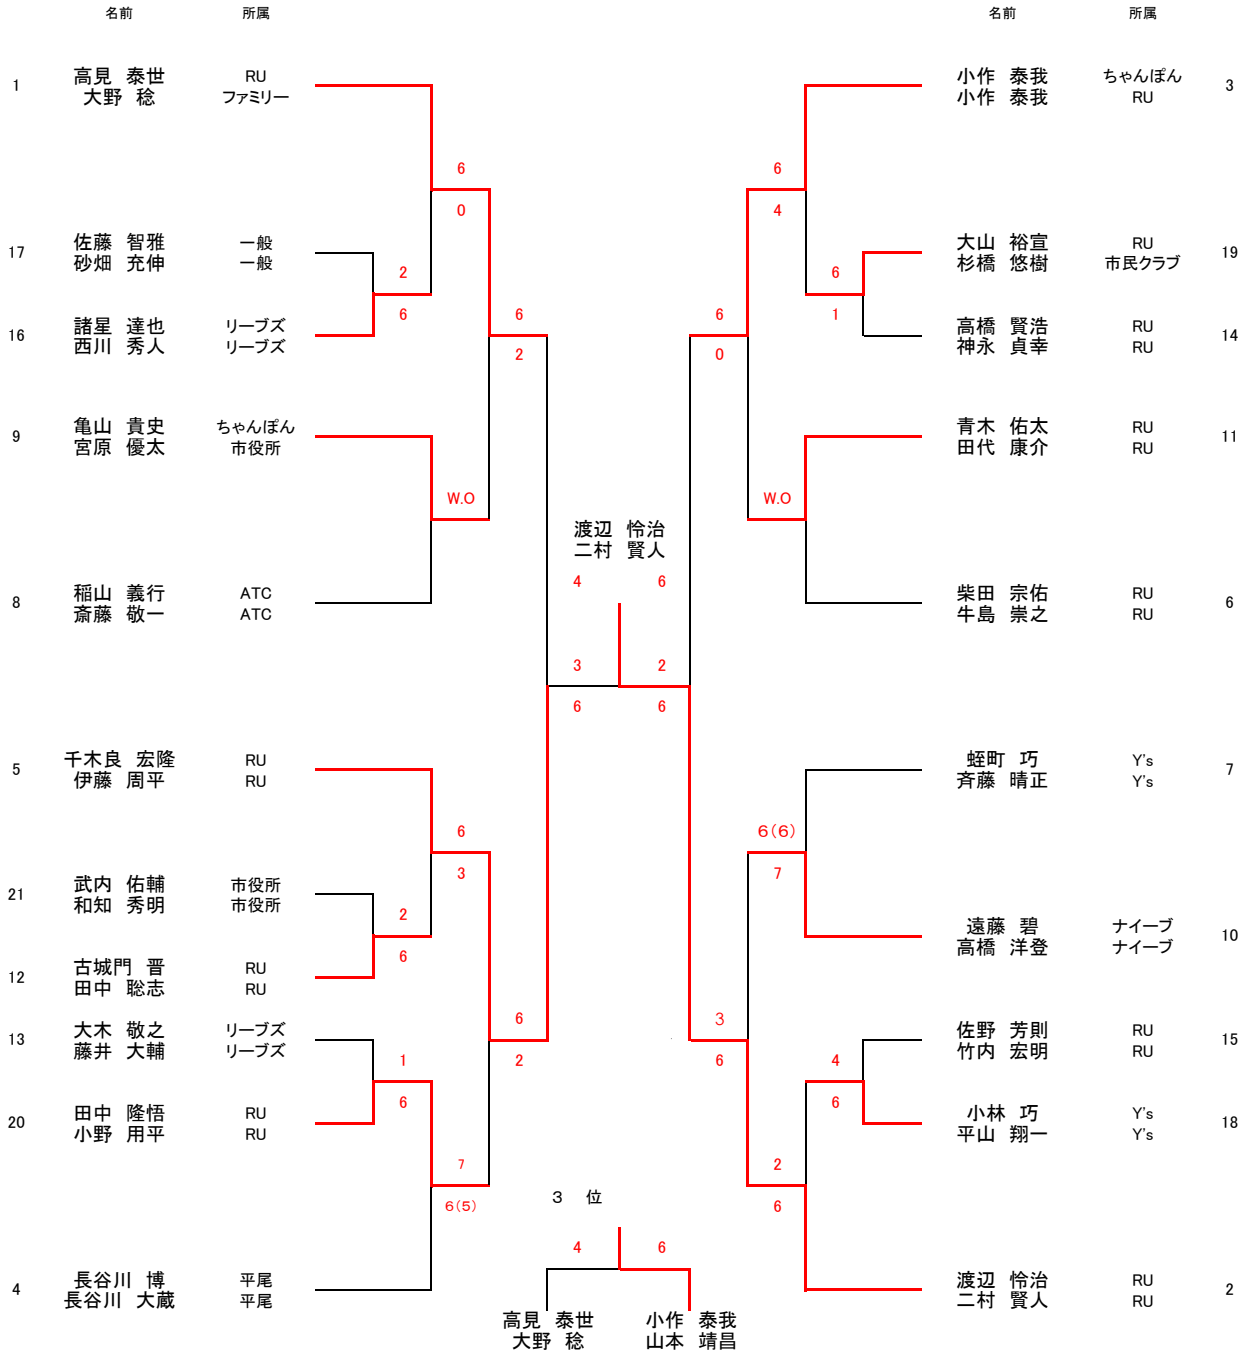 名前 所属
1 高見 泰世 RU
大野 稔 ファミリー
6
0
17 佐藤 智雅 一般
砂畑 充伸 一般
2
6
16 諸星 達也 リーブズ
西川 秀人 リーブズ
6
2
9 亀山 貴史 ちゃんぽん
宮原 優太 市役所
W.O
8 稲山 義行 ATC
斎藤 敬一 ATC
5 千木良 宏隆 RU
伊藤 周平 RU
6
3
21 武内 佑輔 市役所
和知 秀明 市役所
2
6
12 古城門 晋 RU
田中 聡志 RU
6
2
13 大木 敬之 リーブズ
藤井 大輔 リーブズ
1
6
20 田中 隆悟 RU
小野 用平 RU
7
6(5)
4 長谷川 博 平尾
長谷川 大蔵 平尾
渡辺 怜治
二村 賢人
4 6
3 2
6 6
3 位
4 6
高見 泰世 小作 泰我
大野 稔 山本 靖昌
名前 所属
小作 泰我 ちゃんぽん 3
小作 泰我 RU
6
4
大山 裕宣 RU 19
杉橋 悠樹 市民クラブ
6
1
高橋 賢浩 RU 14
神永 貞幸 RU
6
0
青木 佑太 RU 11
田代 康介 RU
W.O
柴田 宗佑 RU 6
牛島 崇之 RU
蛭町 巧 Y's 7
斉藤 晴正 Y's
6(6)
7
遠藤 碧 ナイーブ 10
高橋 洋登 ナイーブ
3
6
佐野 芳則 RU 15
竹内 宏明 RU
4
6
小林 巧 Y's 18
平山 翔一 Y's
2
6
渡辺 怜治 RU 2
二村 賢人 RU